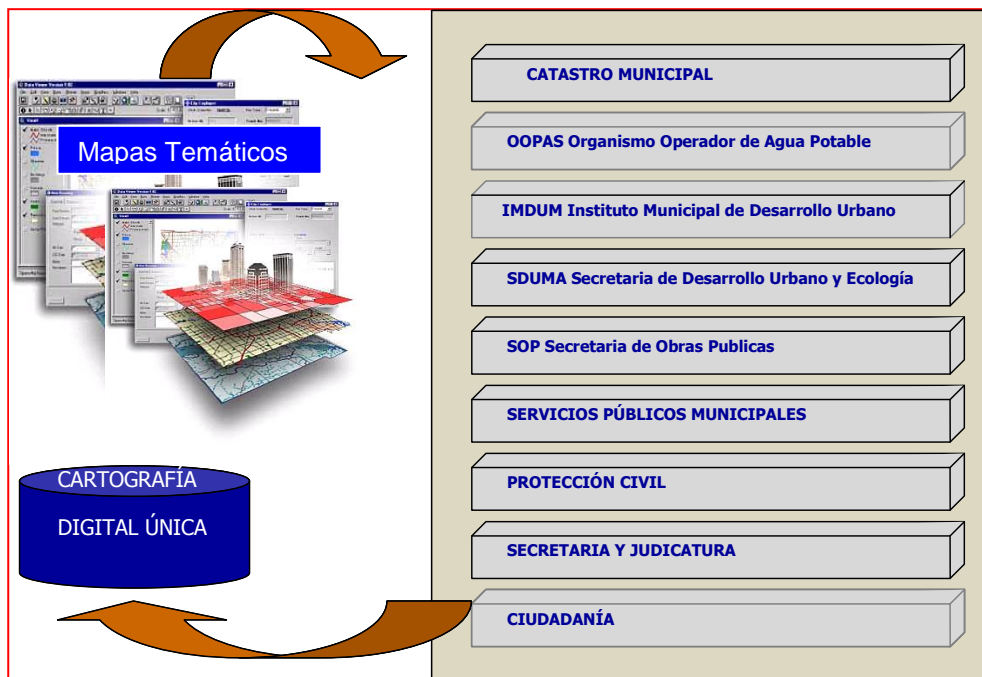 Mapas Temáticos
CARTOGRAFÍA
DIGITAL ÚNICA
CATASTRO MUNICIPAL
OOPAS Organismo Operador de Agua Potable
IMDUM Instituto Municipal de Desarrollo Urbano
SDUMA Secretaria de Desarrollo Urbano y Ecología
SOP Secretaria de Obras Publicas
SERVICIOS PÚBLICOS MUNICIPALES
PROTECCIÓN CIVIL
SECRETARIA Y JUDICATURA
CIUDADANÍA